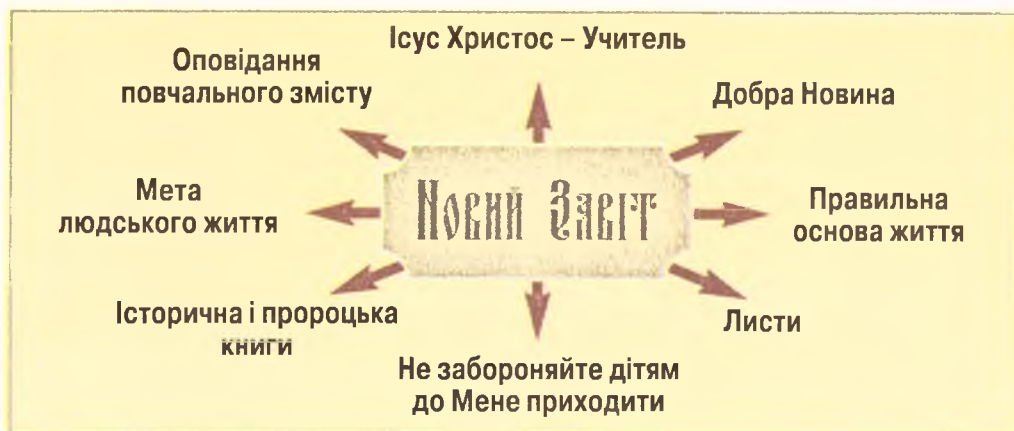 Ісус Христос – Учитель
Оповідання
повчального змісту
Добра Новина
Мета
людського життя
Новий Завіт
Правильна
основа життя
Історична і пророцька
книги
Листи
Не забороняйте дітям
до Мене приходити